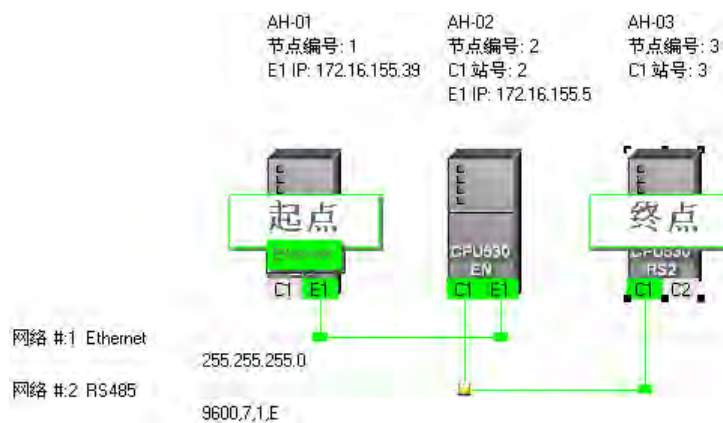 AH-01
节点编号: 1
E1 IP: 172.16.155.39
AH-02
节点编号: 2
C1 站号: 2
E1 IP: 172.16.155.5
AH-03
节点编号: 3
C1 站号: 3
起点
Ethernet
C1 E1
CPU530
EN
C1 E1
终点
CPU530
RS2
C1 C2
网络 #:1 Ethernet
255.255.255.0
网络 #:2 RS485
9600,7,1,E